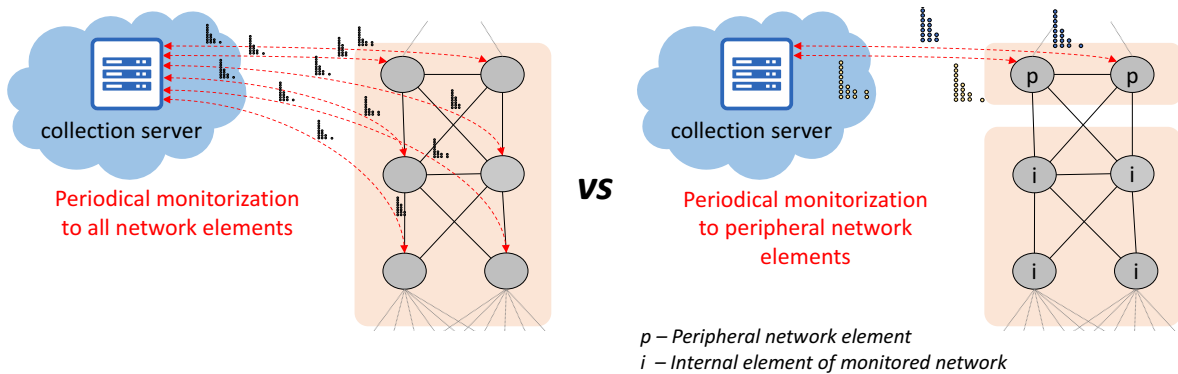 collection server
Periodical monitorization
to all network elements
vs
collection server
Periodical monitorization
to peripheral network
elements
p
p
i
i
i
i
p – Peripheral network element
i – Internal element of monitored network